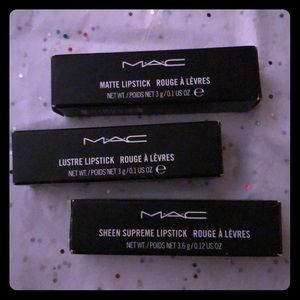 MAC
MATTE LIPSTICK ROUGE À LÈVRES
NET WT./POIDS NET 3 g/0.1 US OZ ℮
MAC
LUSTRE LIPSTICK ROUGE À LÈVRES
NET WT./POIDS NET 3 g/0.1 US OZ ℮
MAC
SHEEN SUPREME LIPSTICK ROUGE À LÈVRES
NET WT./POIDS NET 3.6 g/0.12 US OZ